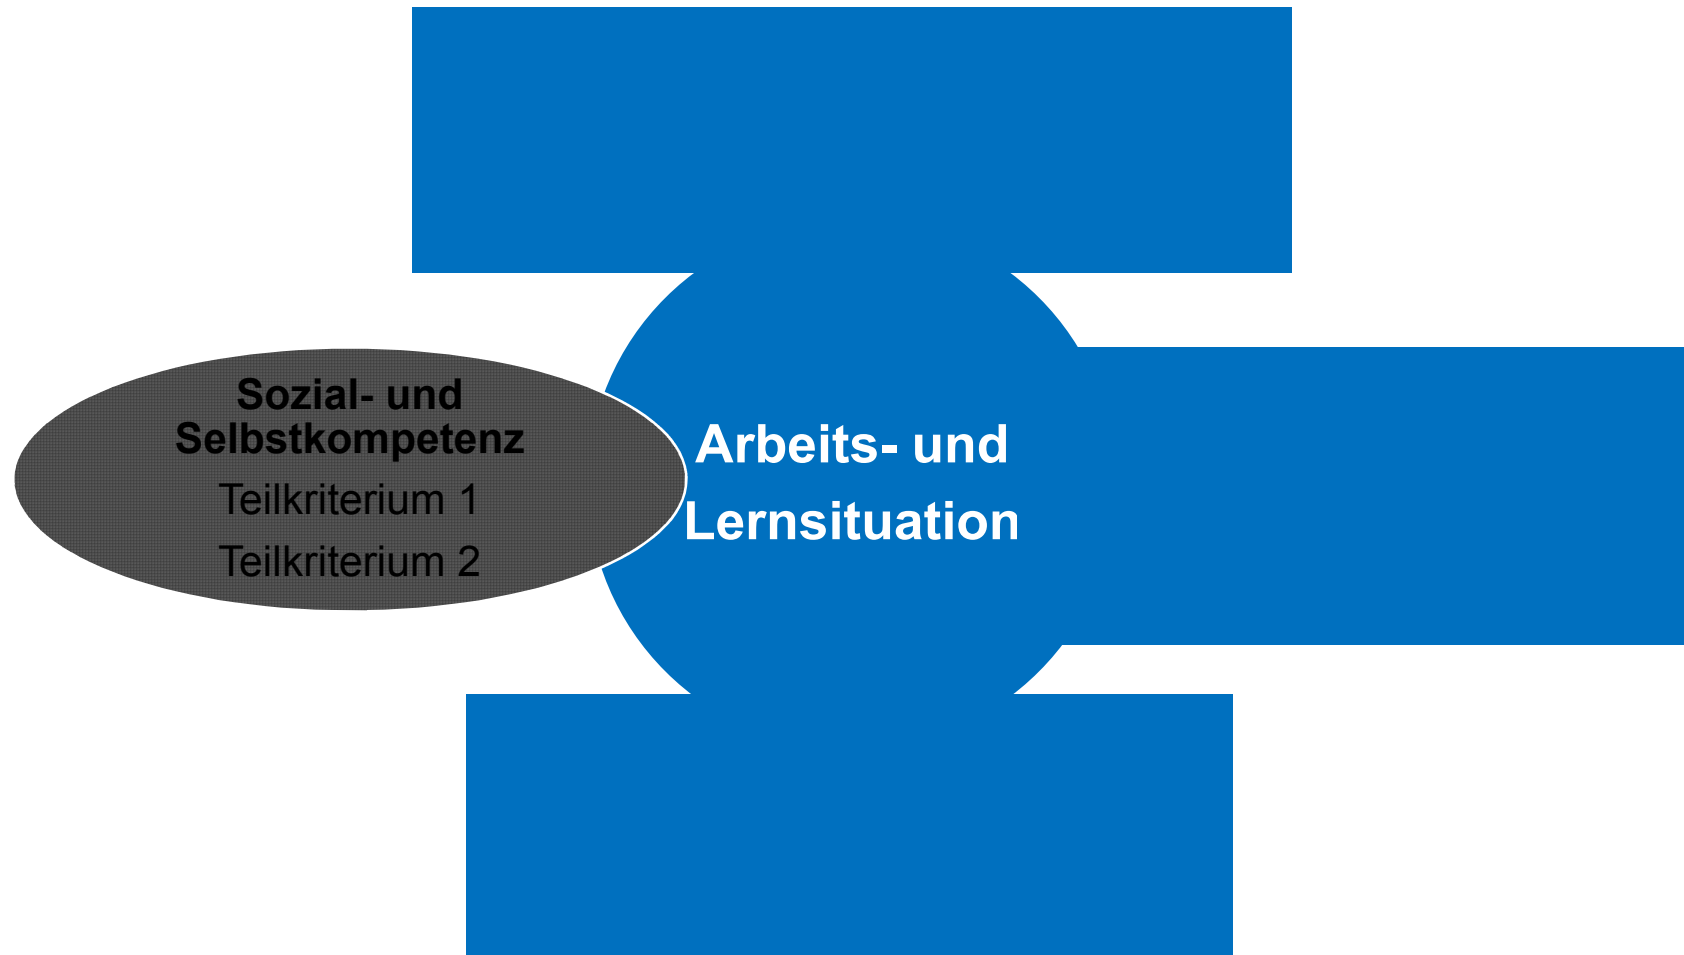 Sozial- und
Selbstkompetenz
Teilkriterium 1
Teilkriterium 2
Arbeits- und
Lernsituation